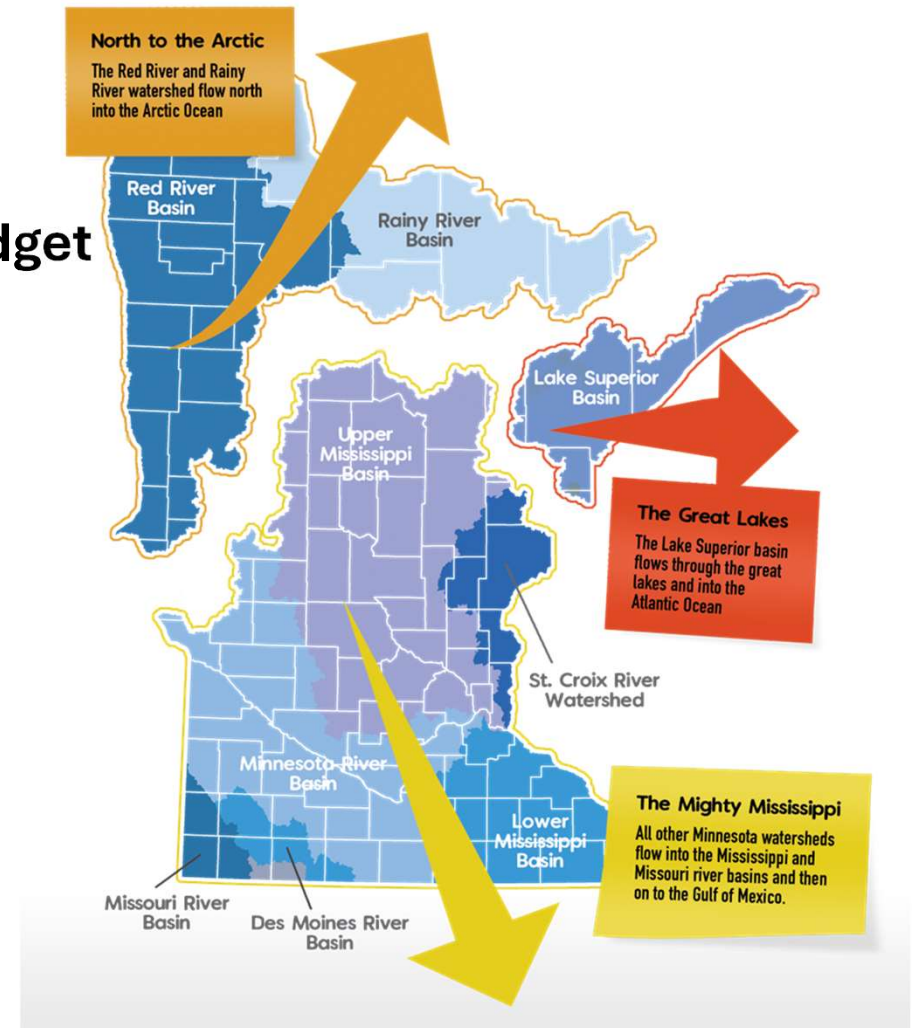 North to the Arctic
The Red River and Rainy
River watershed flow north
into the Arctic Ocean
Red River
Basin
Rainy River
Basin
dget
Lake Superior
Basin
Upper
Mississippi
Basin
The Great Lakes
The Lake Superior basin
flows through the great
lakes and into the
Atlantic Ocean
St. Croix River
Watershed
Minnesota River
Basin
Lower
Mississippi
Basin
The Mighty Mississippi
All other Minnesota watersheds
flow into the Mississippi and
Missouri river basins and then
on to the Gulf of Mexico.
Missouri River
Basin
Des Moines River
Basin